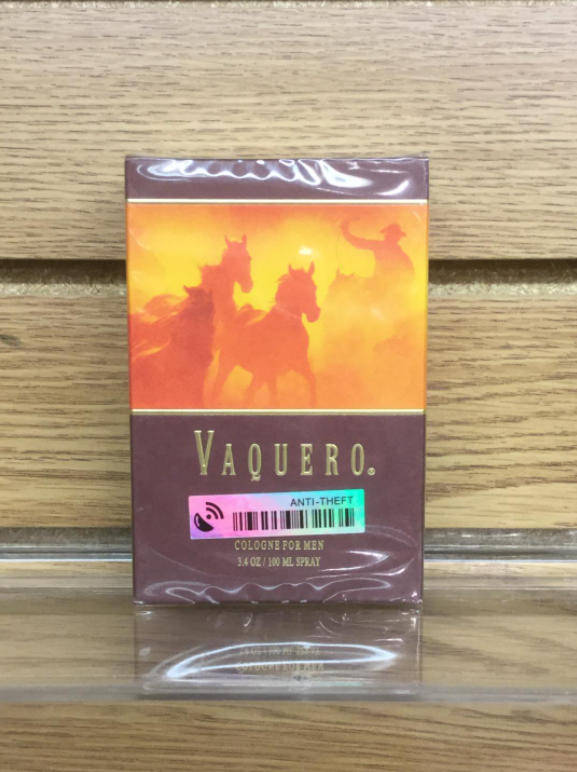 VAQUERO®
ANTI-THEFT
COLOGNE FOR MEN
3.4 OZ / 100 ML SPRAY